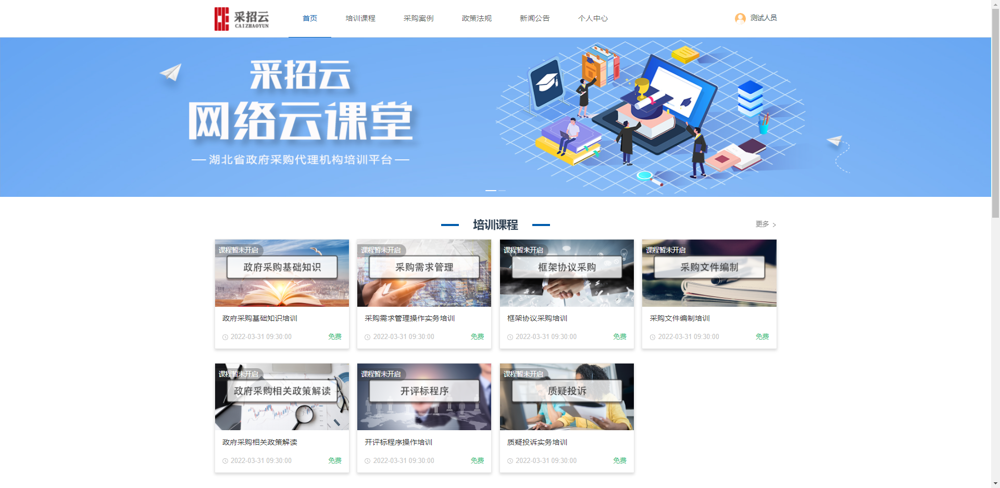 采招云
CAIZHAOYUN
首页 培训课程 采购案例 政策法规 新闻公告 个人中心 测试人员
采招云
网络云课堂
湖北省政府采购代理机构培训平台
培训课程
更多 >
课程暂未开启 课程暂未开启 课程暂未开启 课程暂未开启
政府采购基础知识 采购需求管理 框架协议采购 采购文件编制
政府采购基础知识培训 采购需求管理操作实务培训 框架协议采购培训 采购文件编制培训
2022-03-31 09:30:00 免费 2022-03-31 09:30:00 免费 2022-03-31 09:30:00 免费 2022-03-31 09:30:00 免费
课程暂未开启 课程暂未开启 课程暂未开启
政府采购相关政策解读 开评标程序 质疑投诉
政府采购相关政策解读 开评标程序操作培训 质疑投诉实务培训
2022-03-31 09:30:00 免费 2022-03-31 09:30:00 免费 2022-03-31 09:30:00 免费